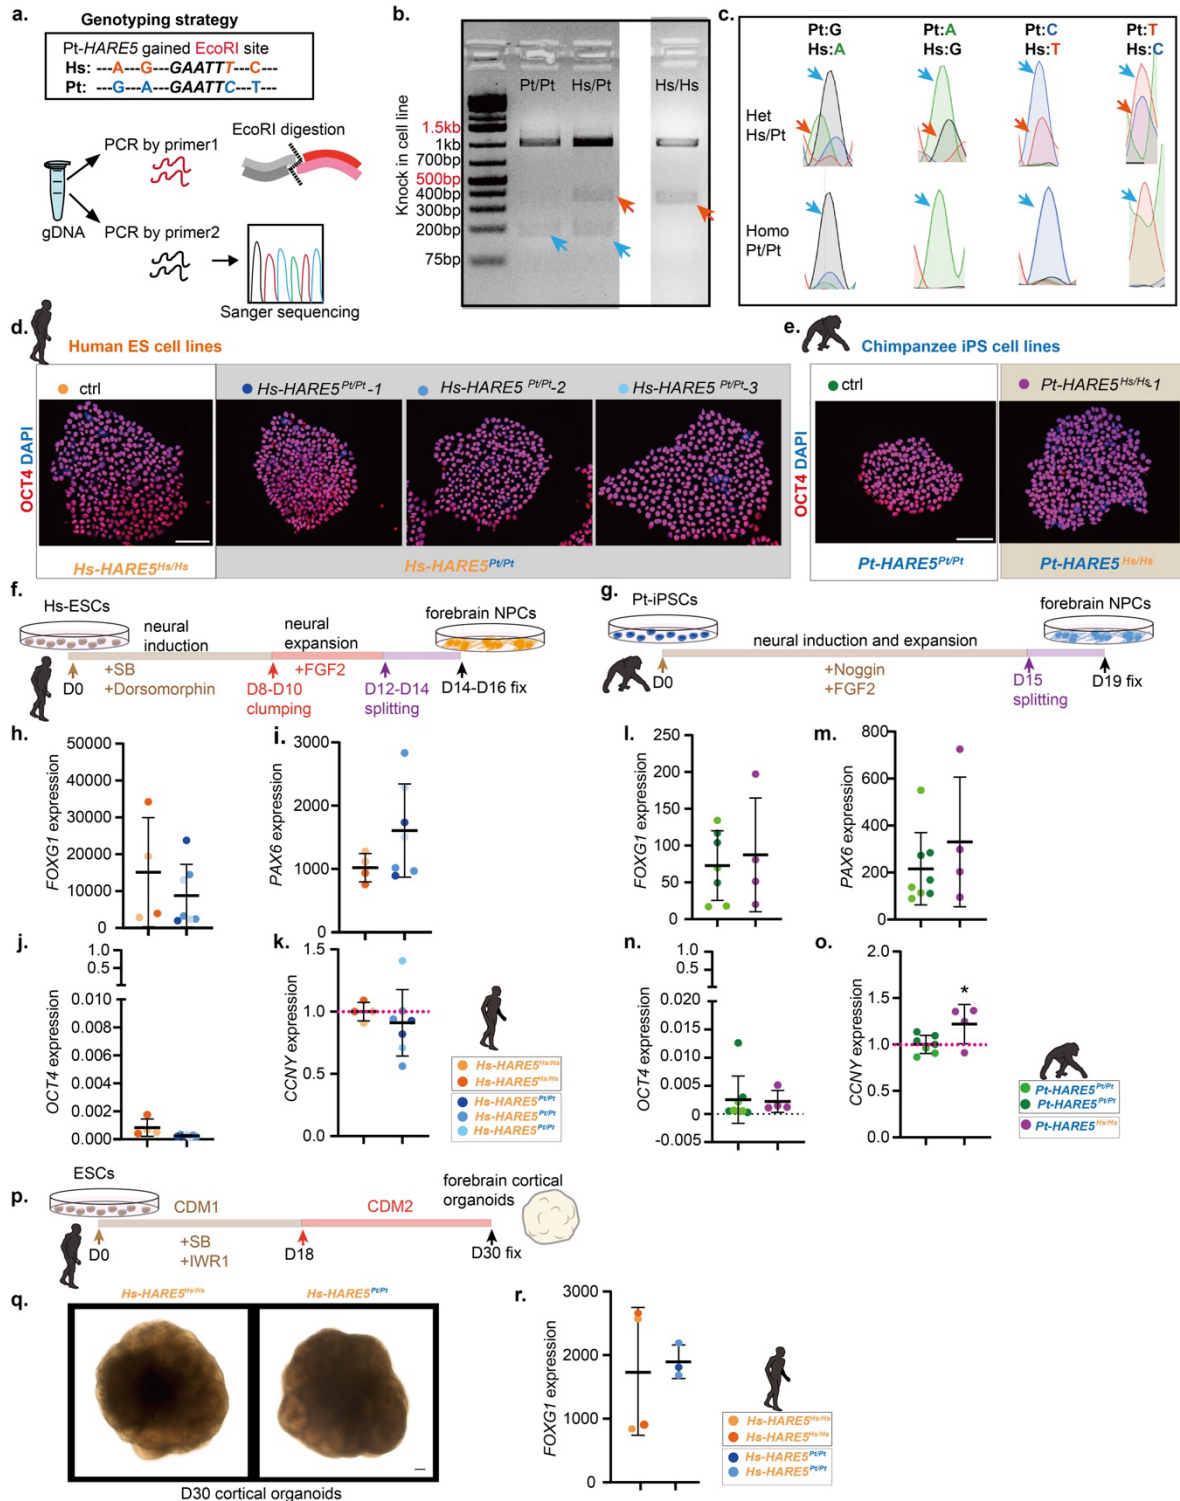 a.
Genotyping strategy
Pt-HARE5 gained EcoRI site
Hs: ---A---G---GAATTT---C---
Pt: ---G---A---GAATTC---T---
PCR by primer1
EcoRI digestion
gDNA
PCR by primer2
Sanger sequencing
b.
Knock in cell line
Pt/Pt
Hs/Pt
Hs/Hs
1.5kb
1kb
700bp
500bp
400bp
300bp
200bp
75bp
c.
Pt:G
Hs:A
Pt:A
Hs:G
Pt:C
Hs:T
Pt:T
Hs:C
Het
Hs/Pt
Homo
Pt/Pt
d.
Human ES cell lines
OCT4 DAPI
ctrl
Hs-HARE5Pt/Pt-1
Hs-HARE5 Pt/Pt-2
Hs-HARE5 Pt/Pt-3
Hs-HARE5Hs/Hs
Hs-HARE5Pt/Pt
e.
Chimpanzee iPS cell lines
OCT4 DAPI
ctrl
Pt-HARE5Hs/Hs-1
Pt-HARE5Pt/Pt
Pt-HARE5 Hs/Hs
f.
Hs-ESCs
neural
induction
neural
expansion
forebrain NPCs
D0
+SB
+Dorsomorphin
D8-D10
clumping
+FGF2
D12-D14
splitting
D14-D16 fix
g.
Pt-iPSCs
neural induction and expansion
forebrain NPCs
D0
+Noggin
+FGF2
D15
splitting
D19 fix
h.
FOXG1 expression
50000
40000
30000
20000
10000
0
i.
PAX6 expression
3000
2000
1000
0
j.
OCT4 expression
1.0
0.5
0.010
0.008
0.006
0.004
0.002
0.000
k.
CCNY expression
1.5
1.0
0.5
0.0
Hs-HARE5Hs/Hs
Hs-HARE5Hs/Hs
Hs-HARE5Pt/Pt
Hs-HARE5Pt/Pt
Hs-HARE5Pt/Pt
l.
FOXG1 expression
250
200
150
100
50
0
m.
PAX6 expression
800
600
400
200
0
n.
OCT4 expression
1.0
0.5
0.020
0.015
0.010
0.005
0
-0.005
o.
CCNY expression
2.0
1.5
1.0
0.5
0.0
*
Pt-HARE5Pt/Pt
Pt-HARE5Pt/Pt
Pt-HARE5Hs/Hs
p.
ESCs
CDM1
CDM2
forebrain cortical
organoids
D0
+SB
+IWR1
D18
D30 fix
q.
Hs-HARE5Hs/Hs
Hs-HARE5Pt/Pt
D30 cortical organoids
r.
FOXG1 expression
3000
2000
1000
0
Hs-HARE5Hs/Hs
Hs-HARE5Hs/Hs
Hs-HARE5Pt/Pt
Hs-HARE5Pt/Pt